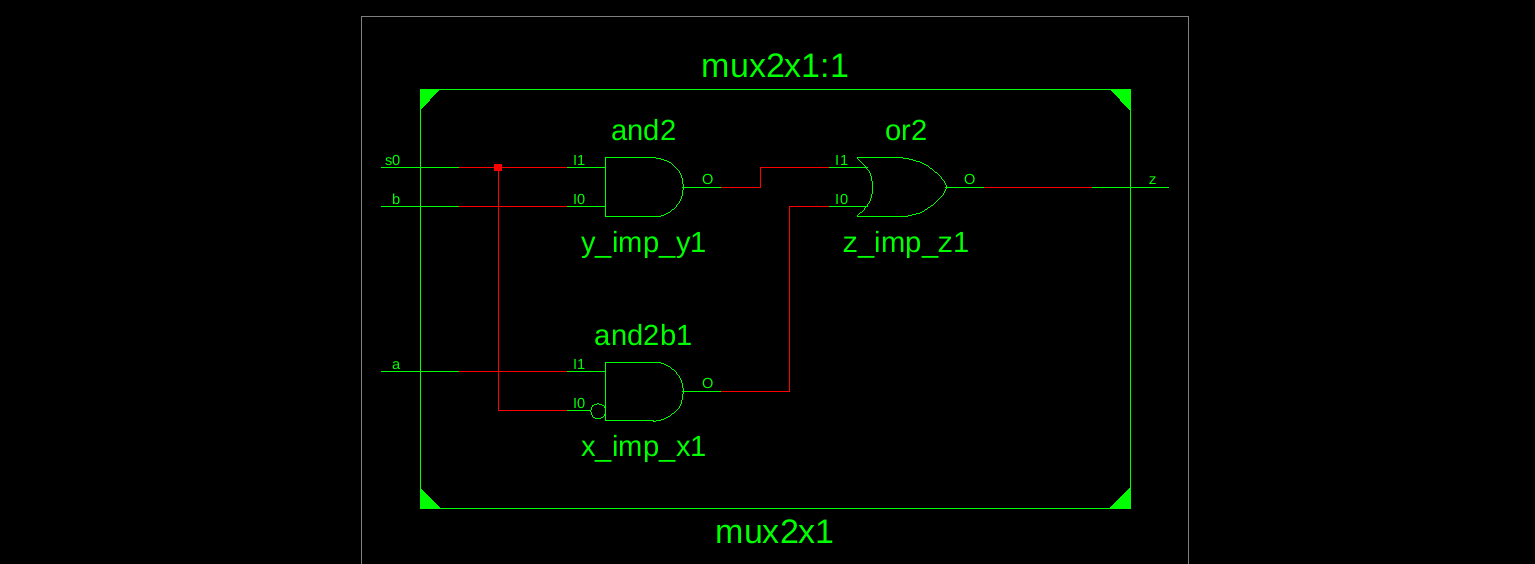 mux2x1:1
and2
or2
s0
I1
O
I1
O
z
b
I0
I0
y_imp_y1
z_imp_z1
and2b1
a
I1
O
I0
x_imp_x1
mux2x1